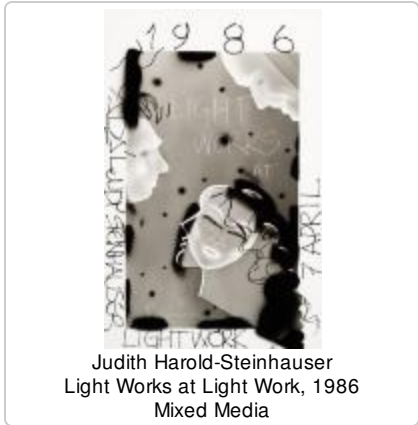 1986
LIGHT
WORKS
AT
7 APRIL
LIGHT WORK
Judith Harold-Steinhauser
Light Works at Light Work, 1986
Mixed Media